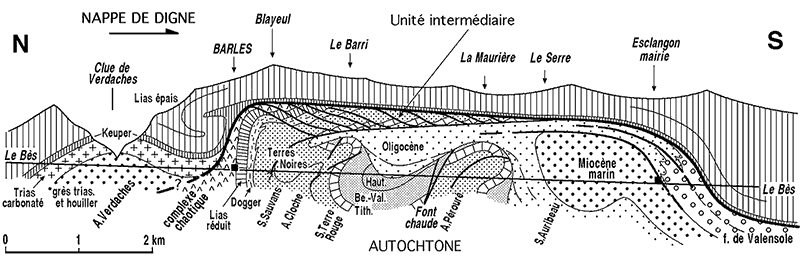 NAPPE DE DIGNE
N
S
Blayeul
Unité intermédiaire
BARLES
Le Barri
La Maurière
Le Serre
Esclangon
mairie
Clue de
Verdaches
Lias épais
Keuper
Le Bès
Trias
carbonaté
*grès trias.
et houiller
A.Verdaches
?
complexe
chaotique
Lias
réduit
Dogger
Terres
Noires
S.Sauvans
A.Cloche
S.Terre
Rouge
Oligocène
Haut.
Be.-Val.
Tith.
Font
chaude
A.Pérouré
S.Auribeau
Miocène
marin
Le Bès
f. de Valensole
0 1 2 km
AUTOCHTONE